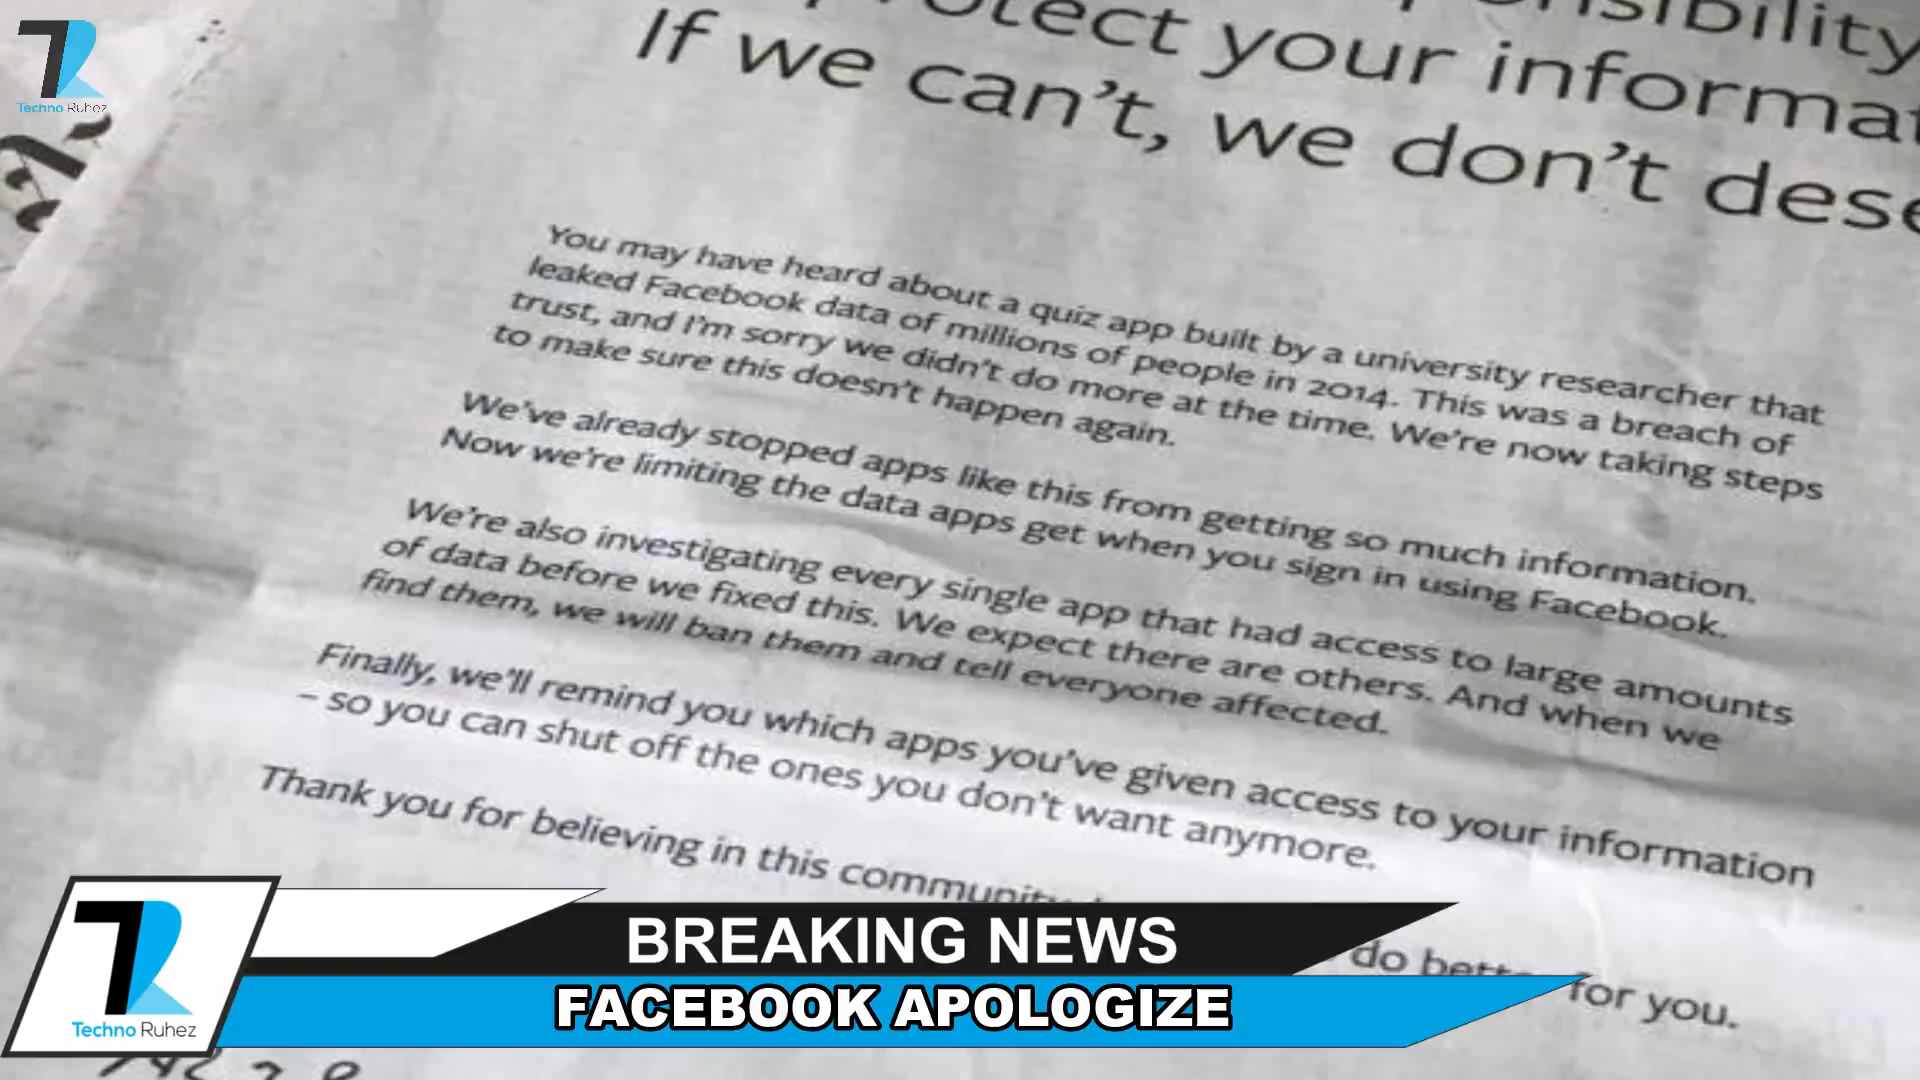 Techno Ruhez
your information
If we can't, we don't
You may have heard about a quiz app built by a university researcher that
leaked Facebook data of millions of people in 2014. This was a breach of
trust, and I'm sorry we didn't do more at the time. We're now taking steps
to make sure this doesn't happen again.
We've already stopped apps like this from getting so much information.
Now we're limiting the data apps get when you sign in using Facebook.
We're also investigating every single app that had access to large amounts
of data before we fixed this. We expect there are others. And when we
find them, we will ban them and tell everyone affected.
Finally, we'll remind you which apps you've given access to your information
– so you can shut off the ones you don't want anymore.
Thank you for believing in this community
do better for you.
BREAKING NEWS
FACEBOOK APOLOGIZE
Techno Ruhez